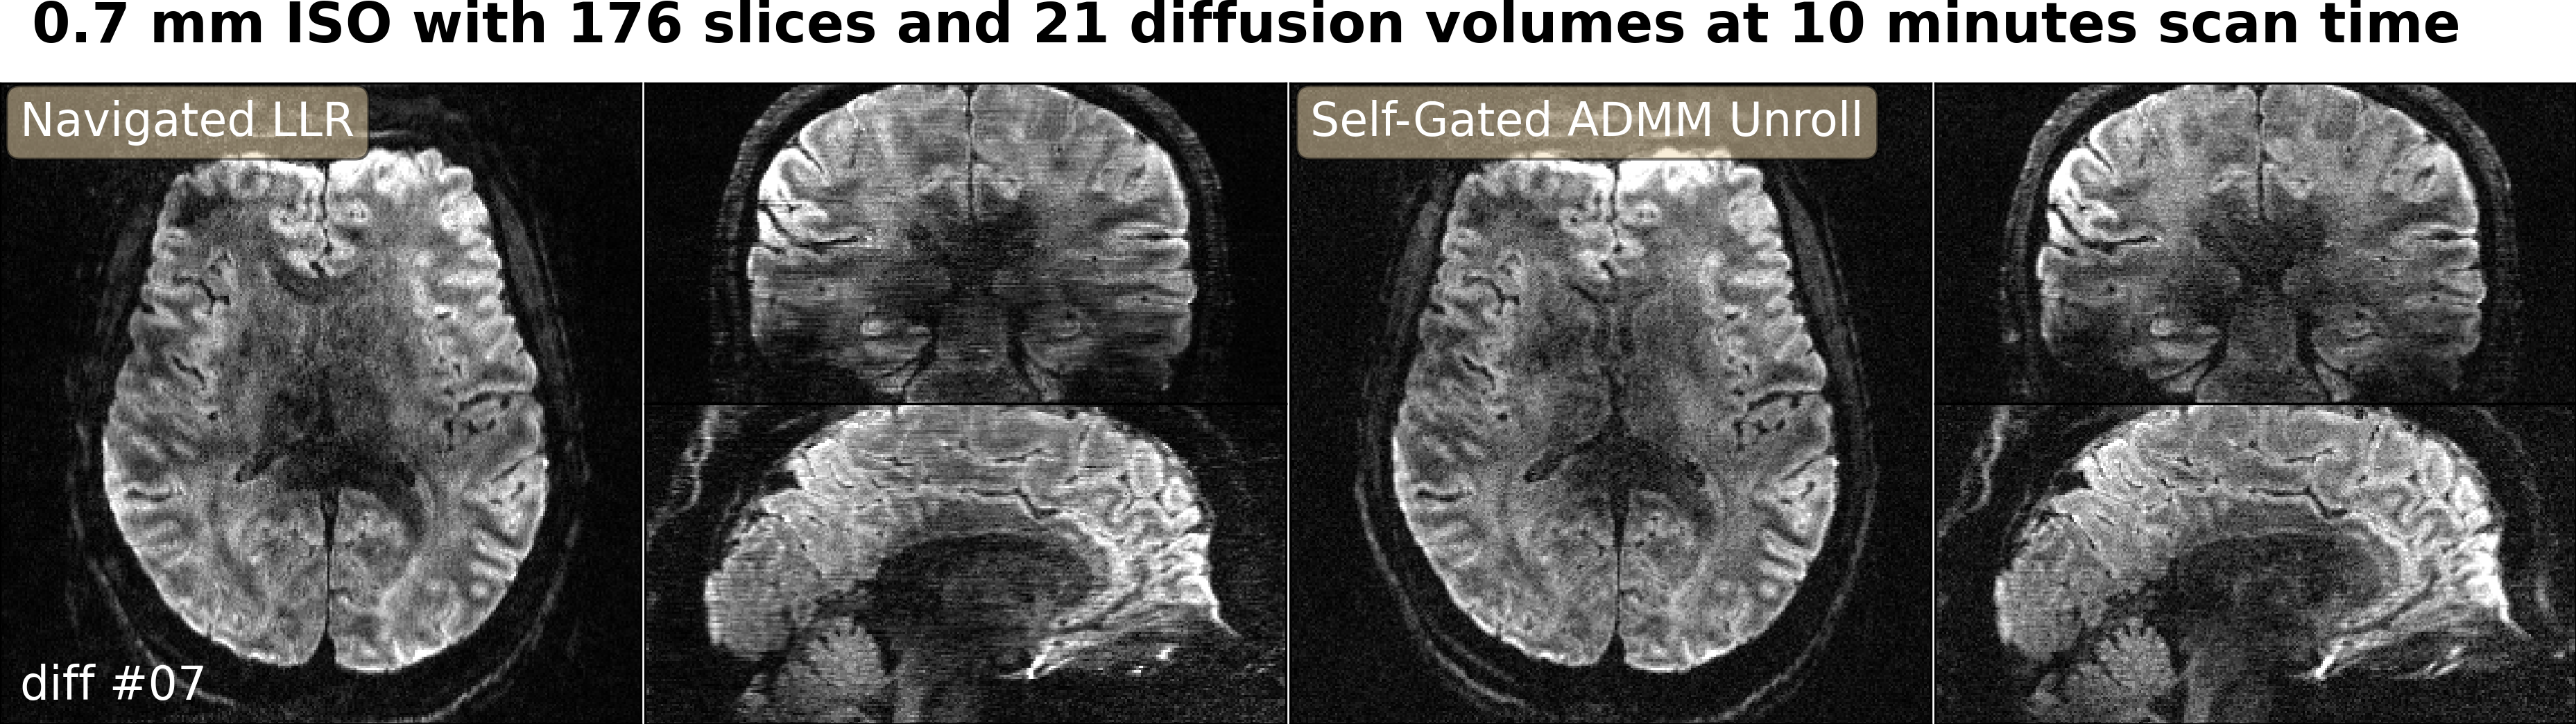 0.7 mm ISO with 176 slices and 21 diffusion volumes at 10 minutes scan time
Navigated LLR
Self-Gated ADMM Unroll
diff #07